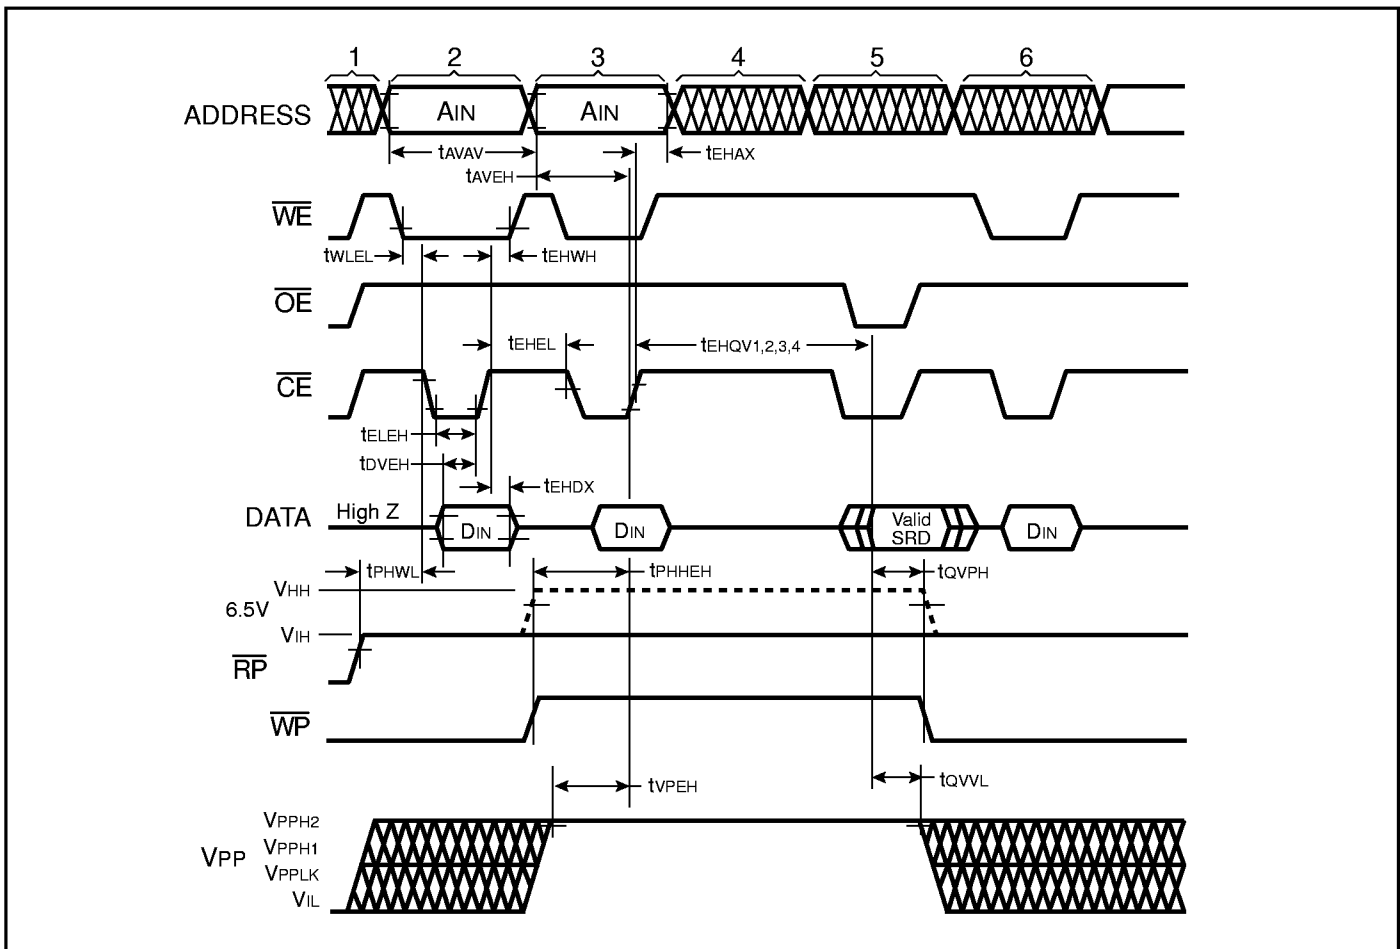 1 2 3 4 5 6
ADDRESS AIN AIN
tAVAV tEHAX
tAVEH
WE
tWLEL tEHWH
OE
tEHEL tEHQV1,2,3,4
CE
tELEH
tDVEH
tEHDX
DATA High Z DIN DIN Valid SRD DIN
tPHWL tPHHEH tQVPH
VHH
6.5V
VIH
RP
WP
tVPEH tQVVL
VPPH2
VPP VPPH1
VPPLK
VIL